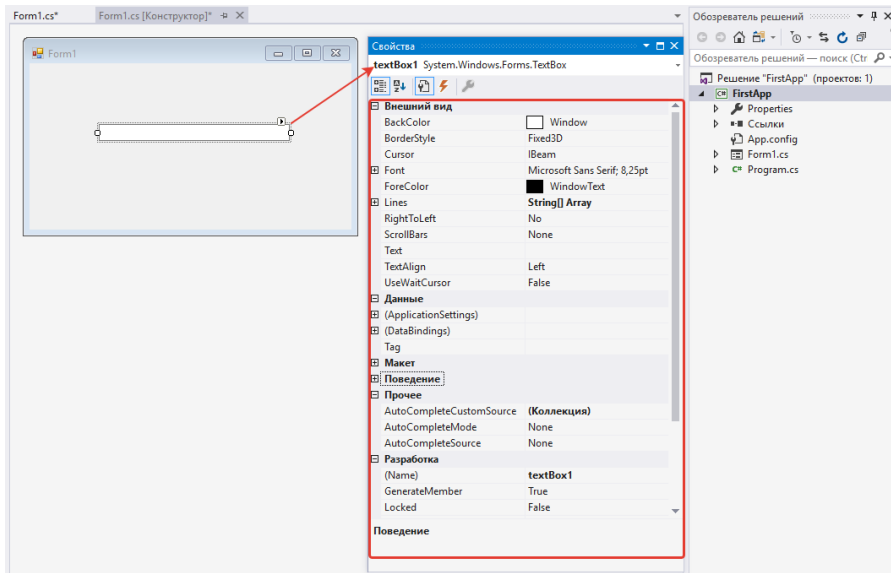 Form1.cs*
Form1.cs [Конструктор]*
Form1
Свойства
textBox1 System.Windows.Forms.TextBox
Внешний вид
BackColor Window
BorderStyle Fixed3D
Cursor IBeam
Font Microsoft Sans Serif; 8,25pt
ForeColor WindowText
Lines String[] Array
RightToLeft No
ScrollBars None
Text
TextAlign Left
UseWaitCursor False
Данные
(ApplicationSettings)
(DataBindings)
Tag
Макет
Поведение
Прочее
AutoCompleteCustomSource (Коллекция)
AutoCompleteMode None
AutoCompleteSource None
Разработка
(Name) textBox1
GenerateMember True
Locked False
Поведение
Обозреватель решений
Обозреватель решений — поиск (Ctr
Решение "FirstApp" (проектов: 1)
C# FirstApp
Properties
Ссылки
App.config
Form1.cs
C# Program.cs